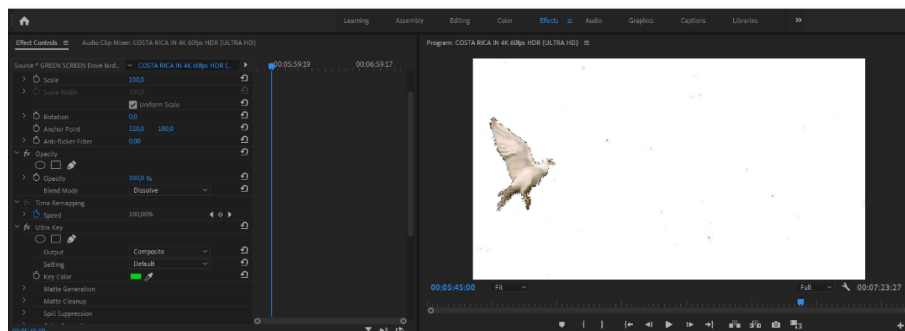 Learning Assembly Editing Color Effects Audio Graphics Captions Libraries
Effect Controls Audio Clip Mixer: COSTA RICA IN 4K 60fps HDR (ULTRA HD)
Program: COSTA RICA IN 4K 60fps HDR (ULTRA HD)
Source * GREEN SCREEN Dove bird... COSTA RICA IN 4K 60fps HDR (... 00:05:59:19 00:06:59:17
Scale 100,0
Scale Width 100,0
Uniform Scale
Rotation 0,0
Anchor Point 320,0 180,0
Anti-flicker Filter 0,00
fx Opacity
Opacity 100,0 %
Blend Mode Dissolve
fx Time Remapping
Speed 100,00%
fx Ultra Key
Output Composite
Setting Default
Key Color
Matte Generation
Matte Cleanup
Spill Suppression
00:05:45:00 Fit Full 00:07:23:27